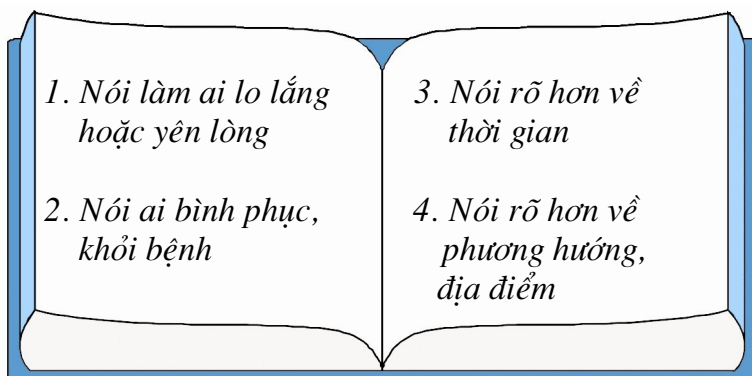 1. Nói làm ai lo lắng
hoặc yên lòng
2. Nói ai bình phục,
khỏi bệnh
3. Nói rõ hơn về
thời gian
4. Nói rõ hơn về
phương hướng,
địa điểm